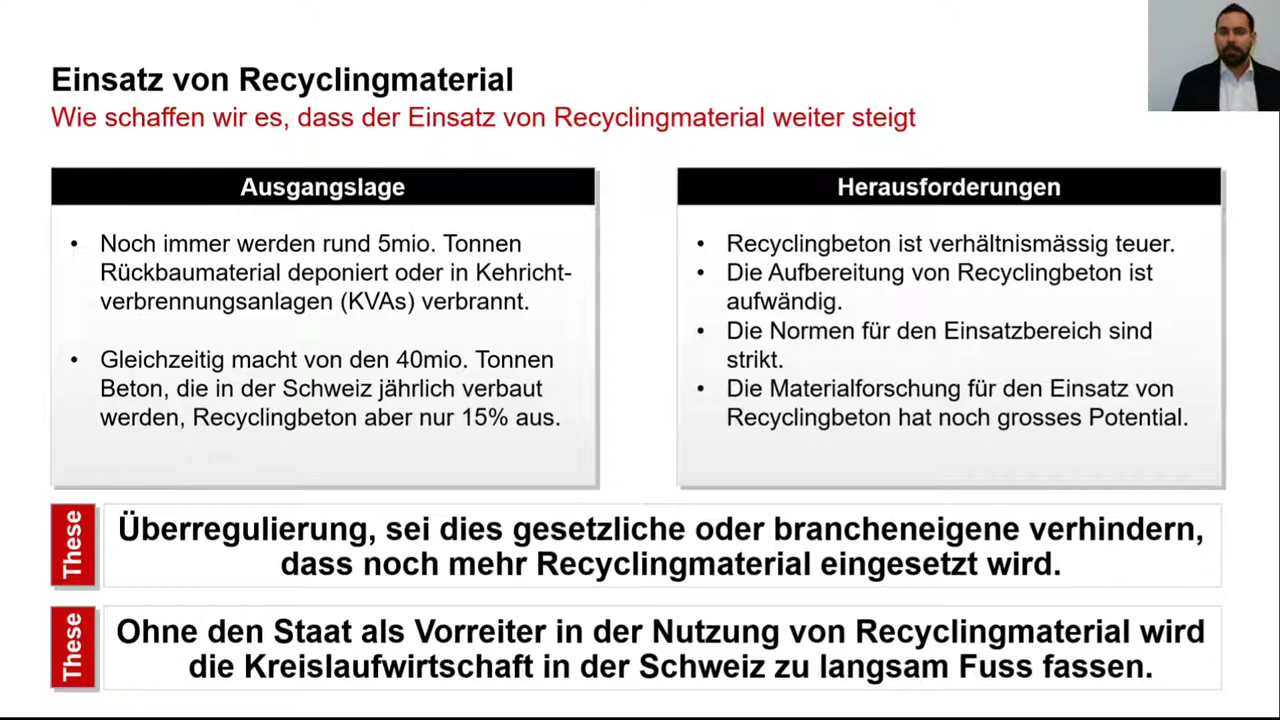 Einsatz von Recyclingmaterial
Wie schaffen wir es, dass der Einsatz von Recyclingmaterial weiter steigt
Ausgangslage
• Noch immer werden rund 5mio. Tonnen
Rückbaumaterial deponiert oder in Kehricht-
verbrennungsanlagen (KVAs) verbrannt.
• Gleichzeitig macht von den 40mio. Tonnen
Beton, die in der Schweiz jährlich verbaut
werden, Recyclingbeton aber nur 15% aus.
Herausforderungen
• Recyclingbeton ist verhältnismässig teuer.
• Die Aufbereitung von Recyclingbeton ist
aufwändig.
• Die Normen für den Einsatzbereich sind
strikt.
• Die Materialforschung für den Einsatz von
Recyclingbeton hat noch grosses Potential.
These
Überregulierung, sei dies gesetzliche oder brancheneigene verhindern,
dass noch mehr Recyclingmaterial eingesetzt wird.
These
Ohne den Staat als Vorreiter in der Nutzung von Recyclingmaterial wird
die Kreislaufwirtschaft in der Schweiz zu langsam Fuss fassen.